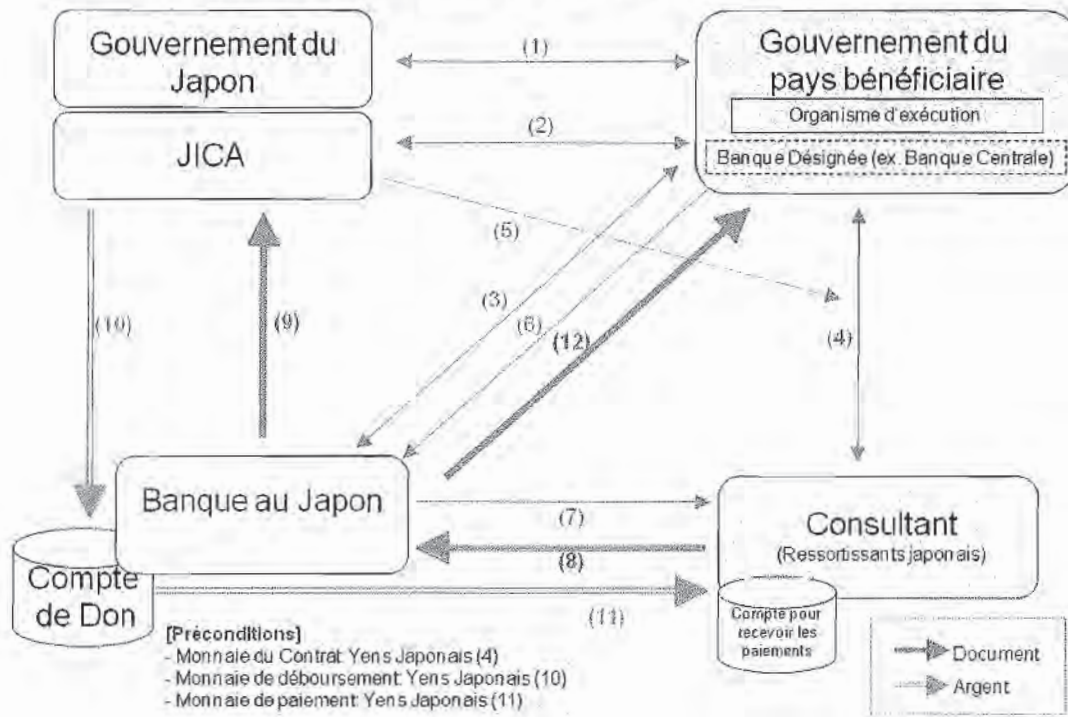 Gouvernement du
Japon
(1)
Gouvernement du
pays bénéficiaire
Organisme d'exécution
Banque Désignée (ex. Banque Centrale)
JICA
(2)
(5)
(3)
(6)
(12)
(4)
(10)
(9)
Banque au Japon
(7)
(8)
Consultant
(Ressortissants japonais)
Compte
de Don
(11)
Compte pour
recevoir les
paiements
[Préconditions]
- Monnaie du Contrat: Yens Japonais (4)
- Monnaie de déboursement: Yens Japonais (10)
- Monnaie de paiement: Yens Japonais (11)
Document
Argent